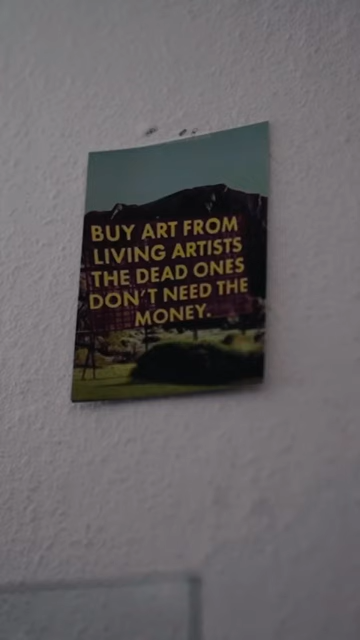 BUY ART FROM
LIVING ARTISTS
THE DEAD ONES
DON'T NEED THE
MONEY.